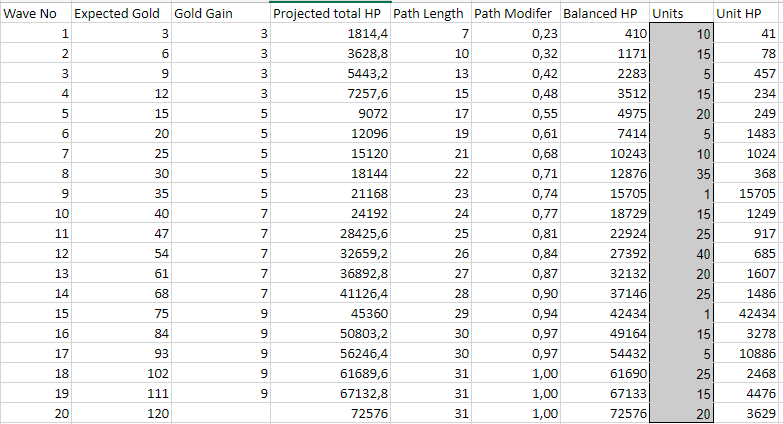 Wave No Expected Gold Gold Gain Projected total HP Path Length Path Modifer Balanced HP Units Unit HP
1 3 3 1814,4 7 0,23 410 10 41
2 6 3 3628,8 10 0,32 1171 15 78
3 9 3 5443,2 13 0,42 2283 5 457
4 12 3 7257,6 15 0,48 3512 15 234
5 15 5 9072 17 0,55 4975 20 249
6 20 5 12096 19 0,61 7414 5 1483
7 25 5 15120 21 0,68 10243 10 1024
8 30 5 18144 22 0,71 12876 35 368
9 35 5 21168 23 0,74 15705 1 15705
10 40 7 24192 24 0,77 18729 15 1249
11 47 7 28425,6 25 0,81 22924 25 917
12 54 7 32659,2 26 0,84 27392 40 685
13 61 7 36892,8 27 0,87 32132 20 1607
14 68 7 41126,4 28 0,90 37146 25 1486
15 75 9 45360 29 0,94 42434 1 42434
16 84 9 50803,2 30 0,97 49164 15 3278
17 93 9 56246,4 30 0,97 54432 5 10886
18 102 9 61689,6 31 1,00 61690 25 2468
19 111 9 67132,8 31 1,00 67133 15 4476
20 120 72576 31 1,00 72576 20 3629